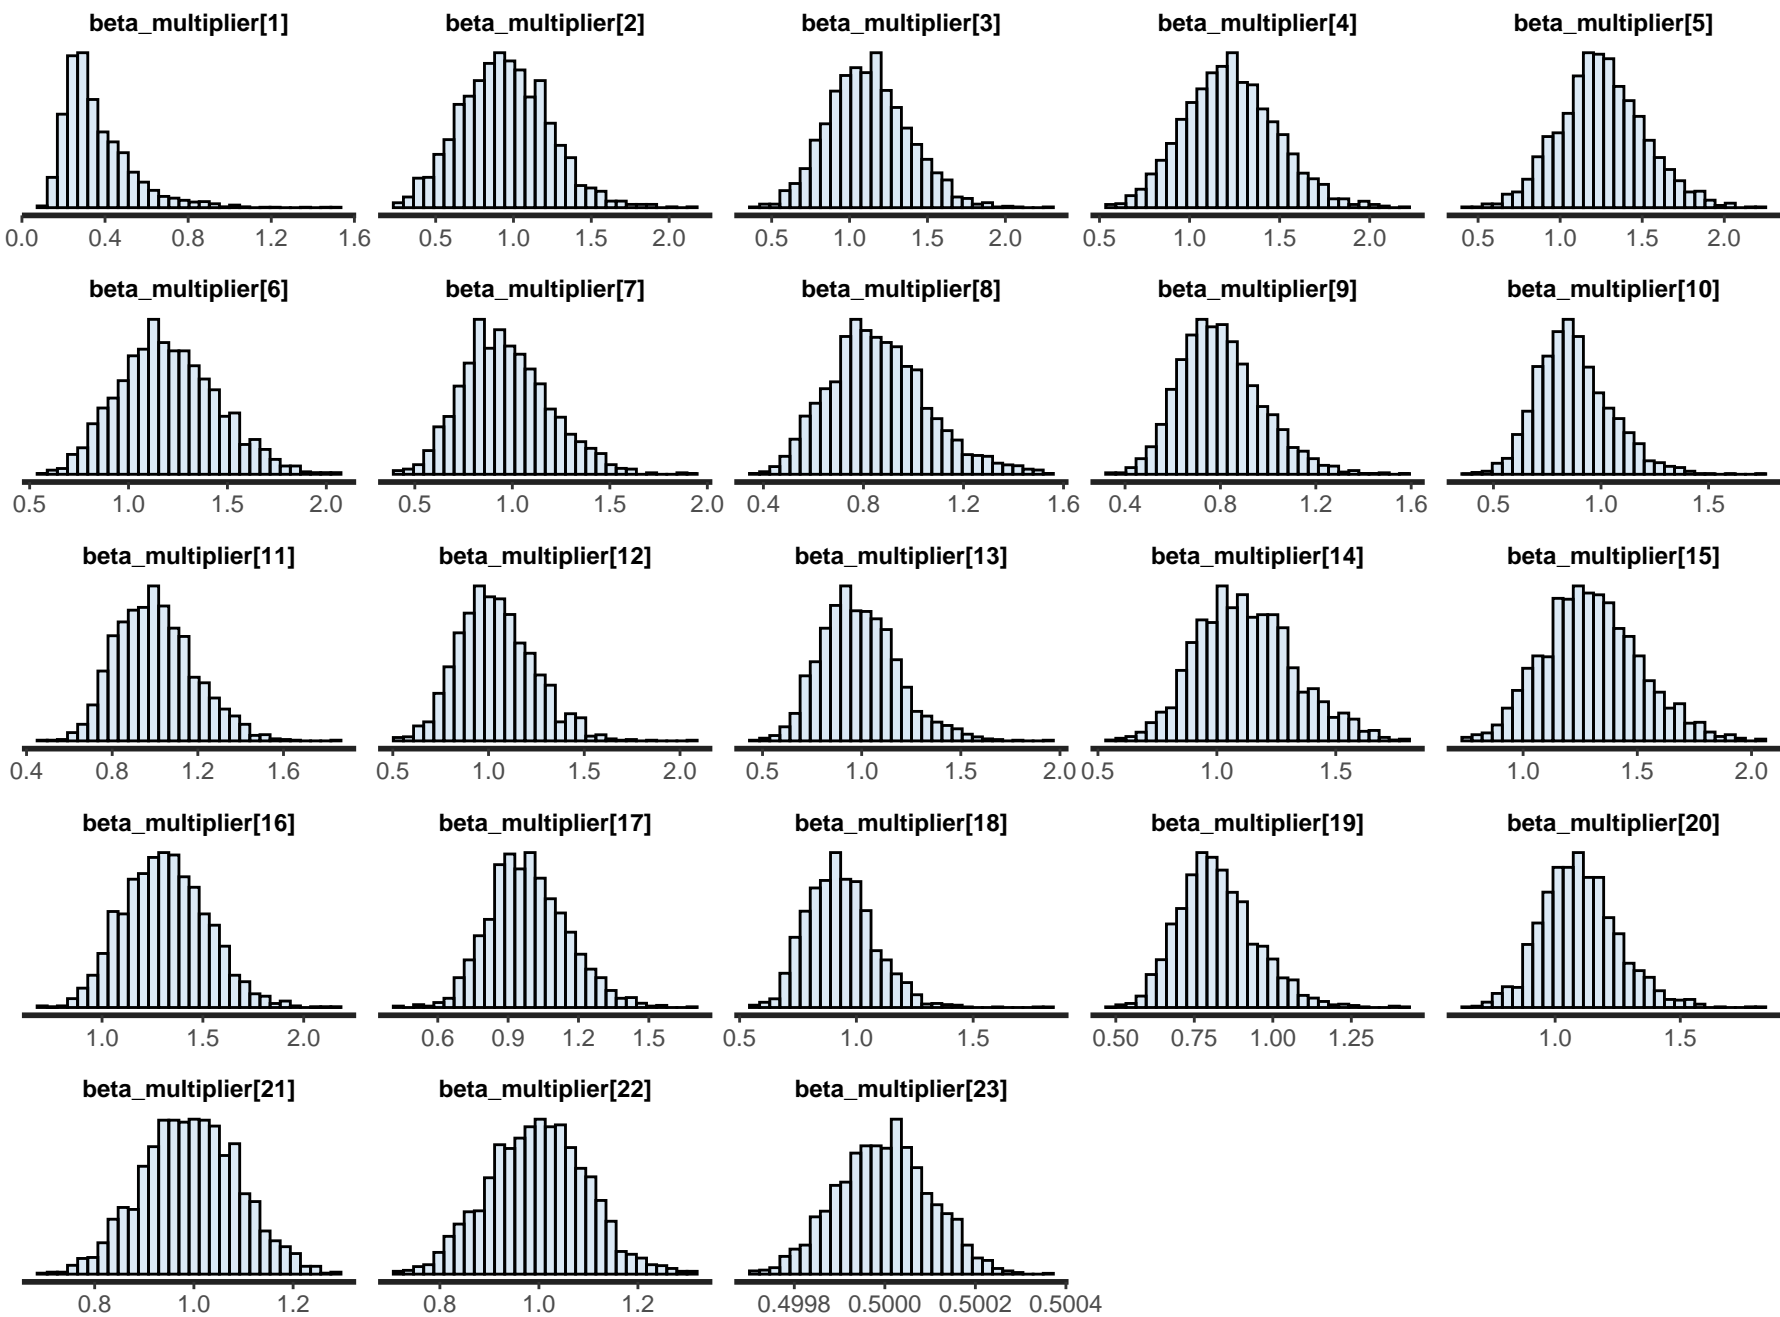 beta_multiplier[1] beta_multiplier[2] beta_multiplier[3] beta_multiplier[4] beta_multiplier[5]
0.0 0.4 0.8 1.2 1.6 0.5 1.0 1.5 2.0 0.5 1.0 1.5 2.0 0.5 1.0 1.5 2.0 0.5 1.0 1.5 2.0
beta_multiplier[6] beta_multiplier[7] beta_multiplier[8] beta_multiplier[9] beta_multiplier[10]
0.5 1.0 1.5 2.0 0.5 1.0 1.5 2.0 0.4 0.8 1.2 1.6 0.4 0.8 1.2 1.6 0.5 1.0 1.5
beta_multiplier[11] beta_multiplier[12] beta_multiplier[13] beta_multiplier[14] beta_multiplier[15]
0.4 0.8 1.2 1.6 0.5 1.0 1.5 2.0 0.5 1.0 1.5 2.0 0.5 1.0 1.5 1.0 1.5 2.0
beta_multiplier[16] beta_multiplier[17] beta_multiplier[18] beta_multiplier[19] beta_multiplier[20]
1.0 1.5 2.0 0.6 0.9 1.2 1.5 0.5 1.0 1.5 0.50 0.75 1.00 1.25 1.0 1.5
beta_multiplier[21] beta_multiplier[22] beta_multiplier[23]
0.8 1.0 1.2 0.8 1.0 1.2 0.4998 0.5000 0.5002 0.5004